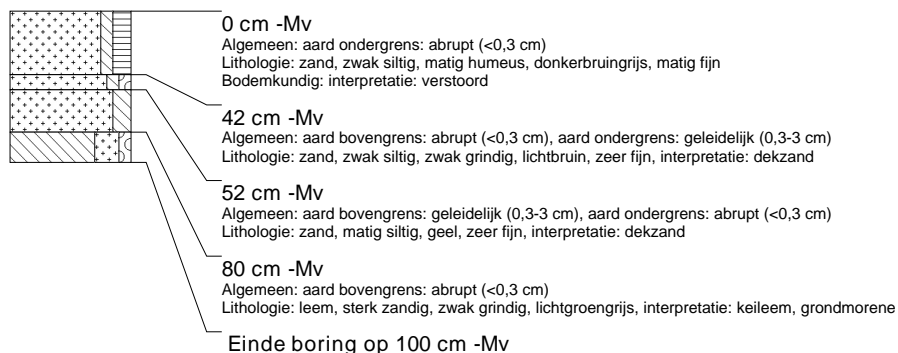 0 cm -Mv
Algemeen: aard ondergrens: abrupt (<0,3 cm)
Lithologie: zand, zwak siltig, matig humeus, donkerbruingrijs, matig fijn
Bodemkundig: interpretatie: verstoord
42 cm -Mv
Algemeen: aard bovengrens: abrupt (<0,3 cm), aard ondergrens: geleidelijk (0,3-3 cm)
Lithologie: zand, zwak siltig, zwak grindig, lichtbruin, zeer fijn, interpretatie: dekzand
52 cm -Mv
Algemeen: aard bovengrens: geleidelijk (0,3-3 cm), aard ondergrens: abrupt (<0,3 cm)
Lithologie: zand, matig siltig, geel, zeer fijn, interpretatie: dekzand
80 cm -Mv
Algemeen: aard bovengrens: abrupt (<0,3 cm)
Lithologie: leem, sterk zandig, zwak grindig, lichtgroengrijs, interpretatie: keileem, grondmorene
Einde boring op 100 cm -Mv